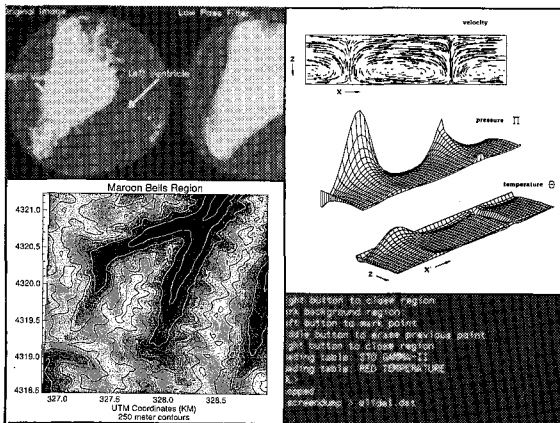 Original Image
Low Pass Filter
Left Ventricle
velocity
Z
X
pressure Π
temperature Θ
Z
X
Maroon Bells Region
4321.0
4320.5
4320.0
4319.5
4319.0
4318.5
327.0
327.5
328.0
328.5
UTM Coordinates (KM)
250 meter contours
ght button to close region
rk background region:
ft button to mark point
ddle button to erase previous point
ght button to close region
ading table: STD GAMMA-II
ading table: RED TEMPERATURE
opped
screendump >